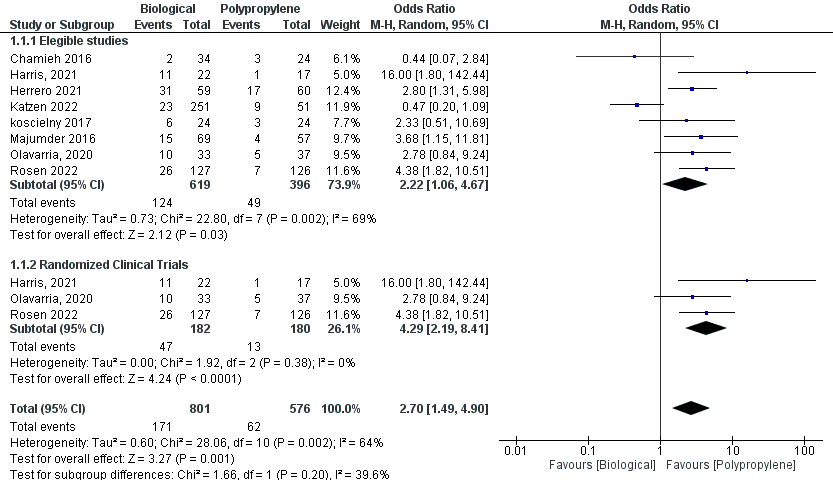 Biological Polypropylene Odds Ratio Odds Ratio
Study or Subgroup Events Total Events Total Weight M-H, Random, 95% CI M-H, Random, 95% CI
1.1.1 Elegible studies
Chamieh 2016 2 34 3 24 6.1% 0.44 [0.07, 2.84]
Harris, 2021 11 22 1 17 5.0% 16.00 [1.80, 142.44]
Herrero 2021 31 59 17 60 12.4% 2.80 [1.31, 5.98]
Katzen 2022 23 251 9 51 11.9% 0.47 [0.20, 1.09]
koscielny 2017 6 24 3 24 7.7% 2.33 [0.51, 10.69]
Majumder 2016 15 69 4 57 9.7% 3.68 [1.15, 11.81]
Olavarria, 2020 10 33 5 37 9.5% 2.78 [0.84, 9.24]
Rosen 2022 26 127 7 126 11.6% 4.38 [1.82, 10.51]
Subtotal (95% CI) 619 396 73.9% 2.22 [1.06, 4.67]
Total events 124 49
Heterogeneity: Tau² = 0.73; Chi² = 22.80, df = 7 (P = 0.002); I² = 69%
Test for overall effect: Z = 2.12 (P = 0.03)
1.1.2 Randomized Clinical Trials
Harris, 2021 11 22 1 17 5.0% 16.00 [1.80, 142.44]
Olavarria, 2020 10 33 5 37 9.5% 2.78 [0.84, 9.24]
Rosen 2022 26 127 7 126 11.6% 4.38 [1.82, 10.51]
Subtotal (95% CI) 182 180 26.1% 4.29 [2.19, 8.41]
Total events 47 13
Heterogeneity: Tau² = 0.00; Chi² = 1.92, df = 2 (P = 0.38); I² = 0%
Test for overall effect: Z = 4.24 (P < 0.0001)
Total (95% CI) 801 576 100.0% 2.70 [1.49, 4.90]
Total events 171 62
Heterogeneity: Tau² = 0.60; Chi² = 28.06, df = 10 (P = 0.002); I² = 64%
Test for overall effect: Z = 3.27 (P = 0.001)
Test for subgroup differences: Chi² = 1.66, df = 1 (P = 0.20), I² = 39.6%
0.01 0.1 1 10 100
Favours [Biological] Favours [Polypropylene]